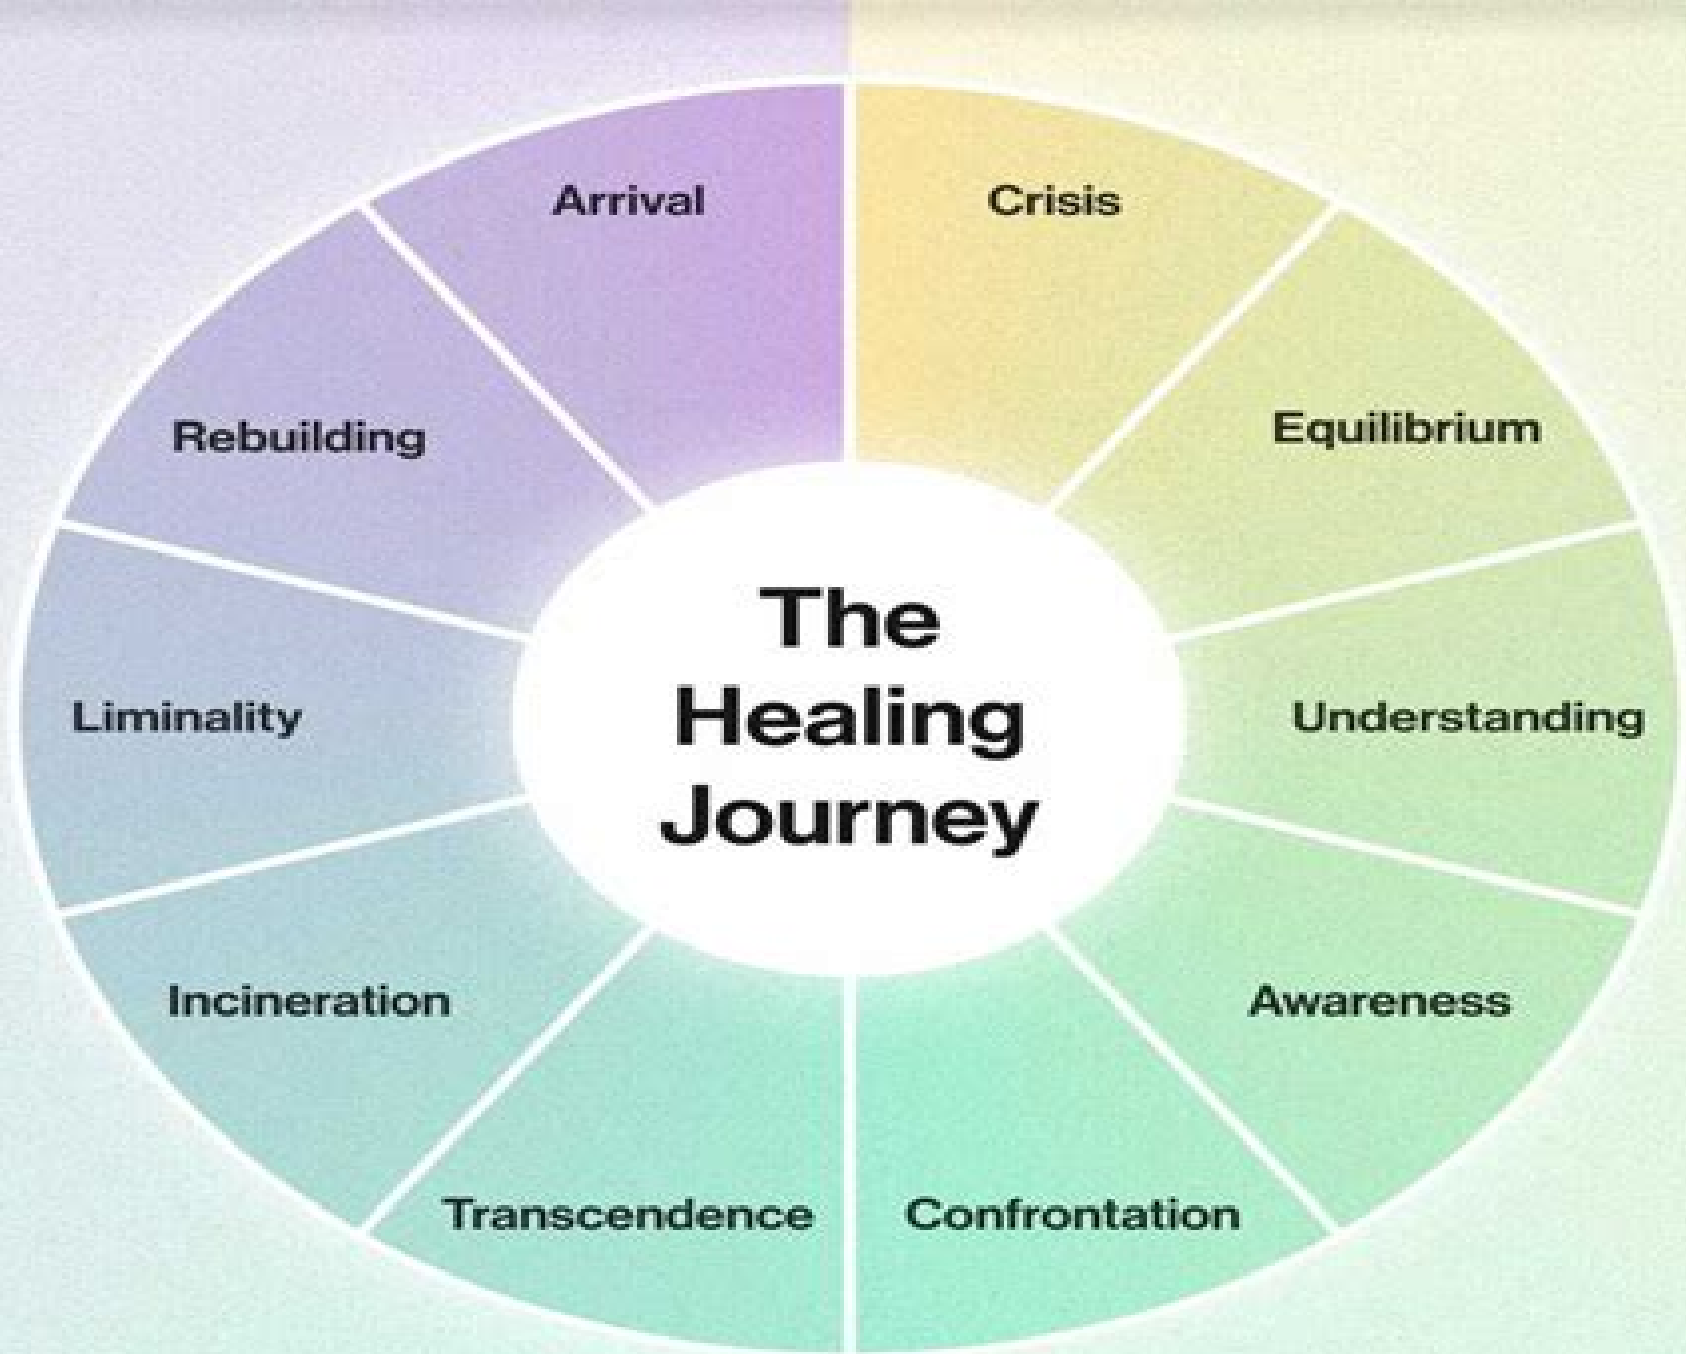 Arrival
Crisis
Rebuilding
Equilibrium
The
Healing
Journey
Liminality
Understanding
Incineration
Awareness
Transcendence
Confrontation